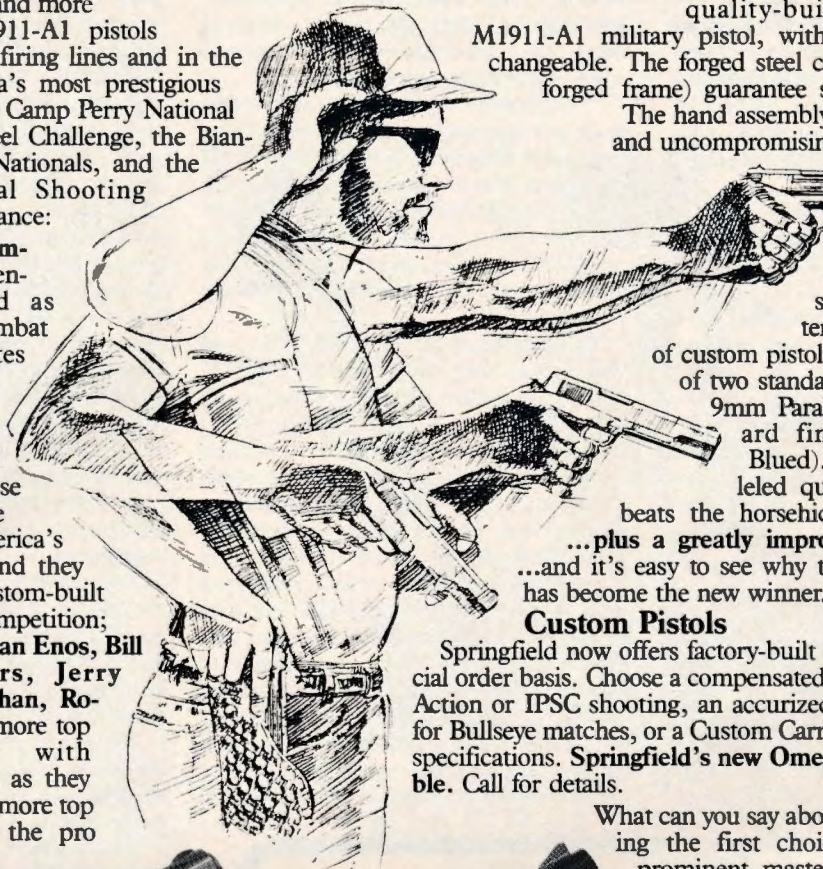 and more
911-A1 pistols
firing lines and in the
a's most prestigious
Camp Perry National
el Challenge, the Bian-
Nationals, and the
al Shooting
ance:
m-
en-
d as
mbat
tes
se
e
erica's
nd they
stom-built
mpetition;
an Enos, Bill
rs, Jerry
han, Ro-
more top
with
as they
more top
the pro
quality-buil
M1911-A1 military pistol, with
changeable. The forged steel c
forged frame) guarantee s
The hand assembly
and uncompromisin
s
ter
of custom pistol
of two standa
9mm Para
ard fin
Blued).
leled qu
beats the horsehid
...plus a greatly impro
...and it's easy to see why t
has become the new winner.
Custom Pistols
Springfield now offers factory-built
cial order basis. Choose a compensated
Action or IPSC shooting, an accurized
for Bullseye matches, or a Custom Carr
specifications. Springfield's new Ome
ble. Call for details.
What can you say abo
ing the first choi
prominent maste